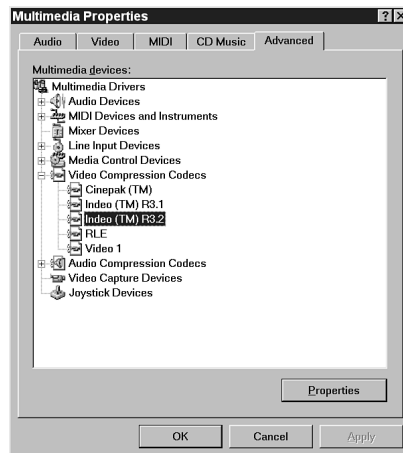 Multimedia Properties
Audio Video MIDI CD Music Advanced
Multimedia devices:
Multimedia Drivers
Audio Devices
MIDI Devices and Instruments
Mixer Devices
Line Input Devices
Media Control Devices
Video Compression Codecs
Cinepak (TM)
Indeo (TM) R3.1
Indeo (TM) R3.2
RLE
Video 1
Audio Compression Codecs
Video Capture Devices
Joystick Devices
Properties
OK Cancel Apply